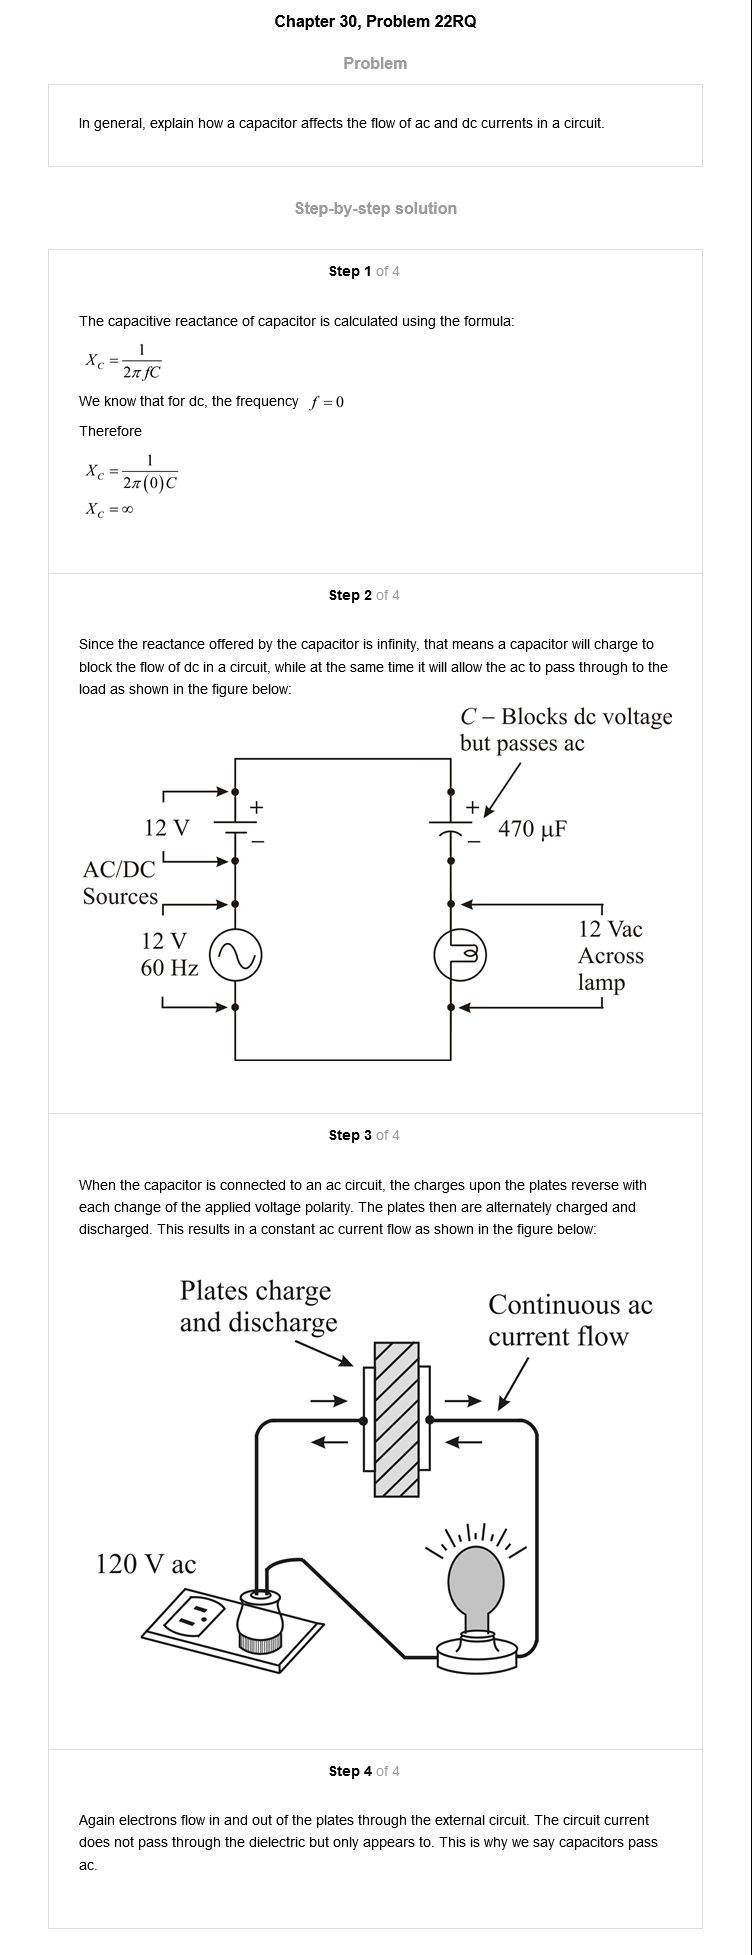 Chapter 30, Problem 22RQ
Problem
In general, explain how a capacitor affects the flow of ac and dc currents in a circuit.
Step-by-step solution
Step 1 of 4
The capacitive reactance of capacitor is calculated using the formula:
X_C = 1/(2πfC)
We know that for dc, the frequency f = 0
Therefore
X_C = 1/(2π(0)C)
X_C = ∞
Step 2 of 4
Since the reactance offered by the capacitor is infinity, that means a capacitor will charge to
block the flow of dc in a circuit, while at the same time it will allow the ac to pass through to the
load as shown in the figure below:
C – Blocks dc voltage
but passes ac
+
+
12 V
470 μF
–
–
AC/DC
Sources
12 V
60 Hz
12 Vac
Across
lamp
Step 3 of 4
When the capacitor is connected to an ac circuit, the charges upon the plates reverse with
each change of the applied voltage polarity. The plates then are alternately charged and
discharged. This results in a constant ac current flow as shown in the figure below:
Plates charge
and discharge
Continuous ac
current flow
120 V ac
Step 4 of 4
Again electrons flow in and out of the plates through the external circuit. The circuit current
does not pass through the dielectric but only appears to. This is why we say capacitors pass
ac.